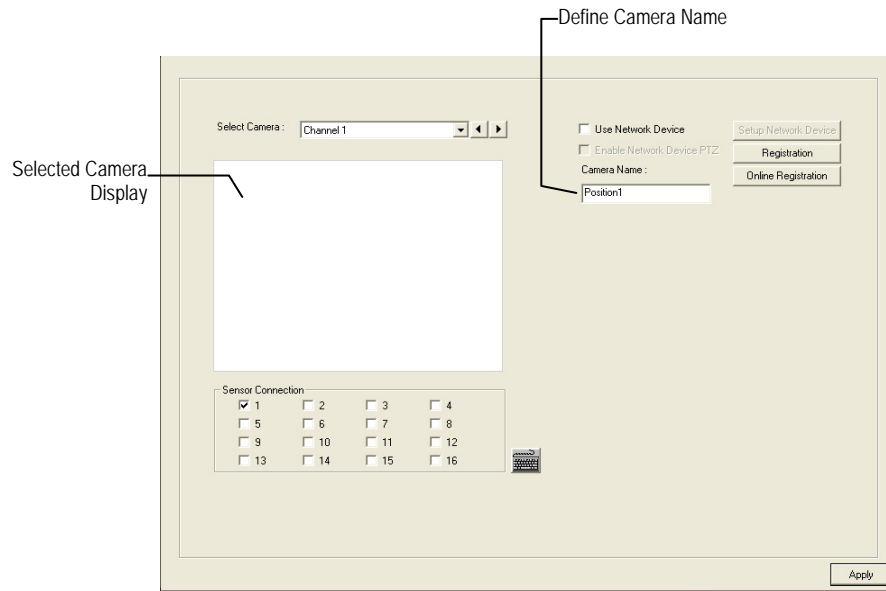 Define Camera Name
Select Camera :
Channel 1
Use Network Device
Setup Network Device
Enable Network Device PTZ
Registration
Selected Camera
Display
Camera Name :
Online Registration
Position1
Sensor Connection
1 2 3 4
5 6 7 8
9 10 11 12
13 14 15 16
Apply